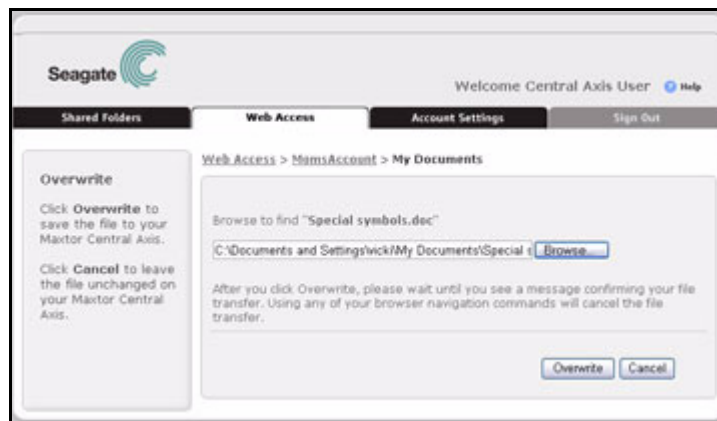 Seagate
Welcome Central Axis User ? Help
Shared Folders Web Access Account Settings Sign Out
Web Access > MomsAccount > My Documents
Overwrite
Click Overwrite to
save the file to your
Maxtor Central Axis.
Click Cancel to leave
the file unchanged on
your Maxtor Central
Axis.
Browse to find "Special symbols.doc"
C:\Documents and Settings\vicki\My Documents\Special s Browse...
After you click Overwrite, please wait until you see a message confirming your file
transfer. Using any of your browser navigation commands will cancel the file
transfer.
Overwrite Cancel